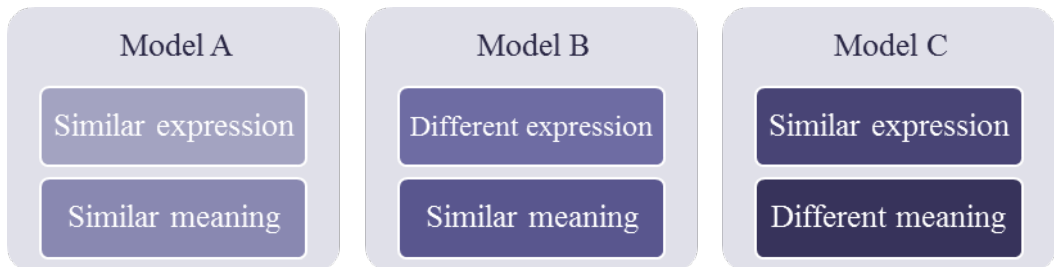 Model A
Similar expression
Similar meaning
Model B
Different expression
Similar meaning
Model C
Similar expression
Different meaning